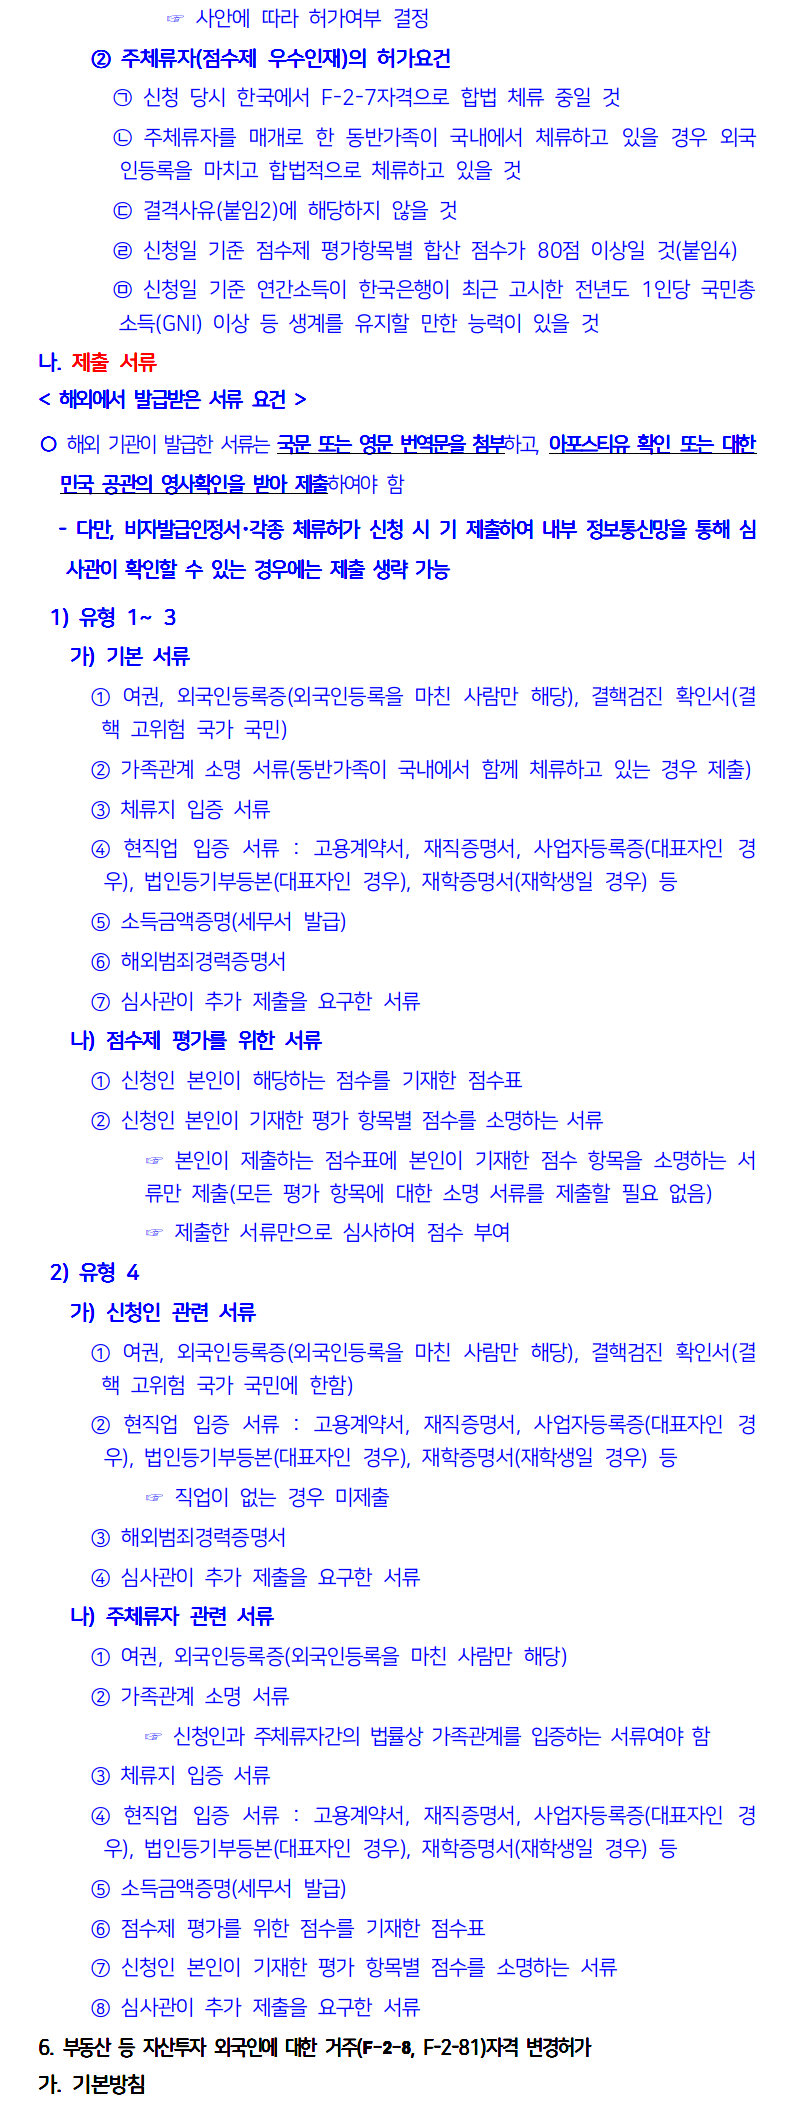 ☞ 사안에 따라 허가여부 결정
② 주체류자(점수제 우수인재)의 허가요건
㉠ 신청 당시 한국에서 F-2-7자격으로 합법 체류 중일 것
㉡ 주체류자를 매개로 한 동반가족이 국내에서 체류하고 있을 경우 외국
인등록을 마치고 합법적으로 체류하고 있을 것
㉢ 결격사유(붙임2)에 해당하지 않을 것
㉣ 신청일 기준 점수제 평가항목별 합산 점수가 80점 이상일 것(붙임4)
㉤ 신청일 기준 연간소득이 한국은행이 최근 고시한 전년도 1인당 국민총
소득(GNI) 이상 등 생계를 유지할 만한 능력이 있을 것
나. 제출 서류
< 해외에서 발급받은 서류 요건 >
○ 해외 기관이 발급한 서류는 국문 또는 영문 번역문을 첨부하고, 아포스티유 확인 또는 대한
민국 공관의 영사확인을 받아 제출하여야 함
- 다만, 비자발급인정서･각종 체류허가 신청 시 기 제출하여 내부 정보통신망을 통해 심
사관이 확인할 수 있는 경우에는 제출 생략 가능
1) 유형 1~ 3
가) 기본 서류
① 여권, 외국인등록증(외국인등록을 마친 사람만 해당), 결핵검진 확인서(결
핵 고위험 국가 국민)
② 가족관계 소명 서류(동반가족이 국내에서 함께 체류하고 있는 경우 제출)
③ 체류지 입증 서류
④ 현직업 입증 서류 : 고용계약서, 재직증명서, 사업자등록증(대표자인 경
우), 법인등기부등본(대표자인 경우), 재학증명서(재학생일 경우) 등
⑤ 소득금액증명(세무서 발급)
⑥ 해외범죄경력증명서
⑦ 심사관이 추가 제출을 요구한 서류
나) 점수제 평가를 위한 서류
① 신청인 본인이 해당하는 점수를 기재한 점수표
② 신청인 본인이 기재한 평가 항목별 점수를 소명하는 서류
☞ 본인이 제출하는 점수표에 본인이 기재한 점수 항목을 소명하는 서
류만 제출(모든 평가 항목에 대한 소명 서류를 제출할 필요 없음)
☞ 제출한 서류만으로 심사하여 점수 부여
2) 유형 4
가) 신청인 관련 서류
① 여권, 외국인등록증(외국인등록을 마친 사람만 해당), 결핵검진 확인서(결
핵 고위험 국가 국민에 한함)
② 현직업 입증 서류 : 고용계약서, 재직증명서, 사업자등록증(대표자인 경
우), 법인등기부등본(대표자인 경우), 재학증명서(재학생일 경우) 등
☞ 직업이 없는 경우 미제출
③ 해외범죄경력증명서
④ 심사관이 추가 제출을 요구한 서류
나) 주체류자 관련 서류
① 여권, 외국인등록증(외국인등록을 마친 사람만 해당)
② 가족관계 소명 서류
☞ 신청인과 주체류자간의 법률상 가족관계를 입증하는 서류여야 함
③ 체류지 입증 서류
④ 현직업 입증 서류 : 고용계약서, 재직증명서, 사업자등록증(대표자인 경
우), 법인등기부등본(대표자인 경우), 재학증명서(재학생일 경우) 등
⑤ 소득금액증명(세무서 발급)
⑥ 점수제 평가를 위한 점수를 기재한 점수표
⑦ 신청인 본인이 기재한 평가 항목별 점수를 소명하는 서류
⑧ 심사관이 추가 제출을 요구한 서류
6. 부동산 등 자산투자 외국인에 대한 거주(F-2-8, F-2-81)자격 변경허가
가. 기본방침